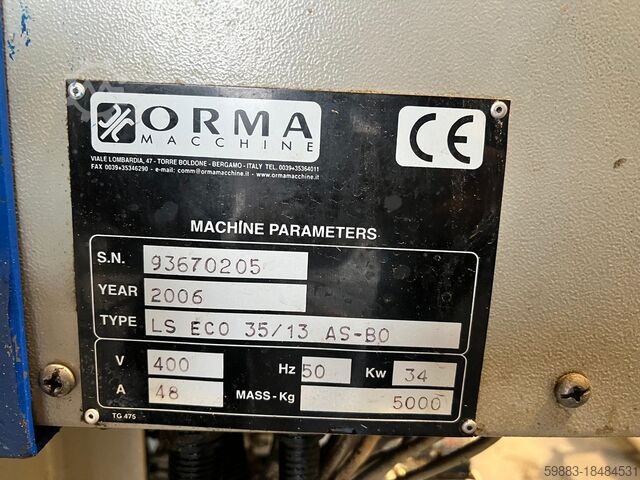 ORMA
MACCHINE
CE
VIALE LOMBARDIA, 47 - TORRE BOLDONE - BERGAMO - ITALY TEL. 0039+35364011
FAX 0039+35346290 - e-mail: comm@ormamacchine.it - www.ormamacchine.it
MACHINE PARAMETERS
S.N. 93670205
YEAR 2006
TYPE LS ECO 35/13 AS-BO
V 400 Hz 50 Kw 34
A 48 MASS-Kg 5000
TG 475
59883-18484531